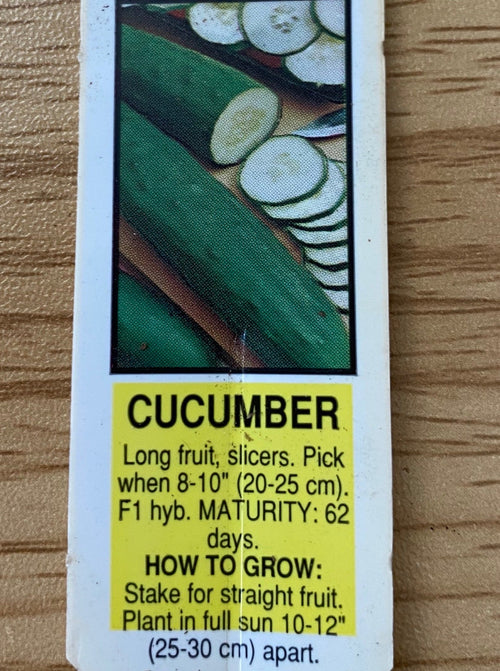 CUCUMBER
Long fruit, slicers. Pick
when 8-10" (20-25 cm).
F1 hyb. MATURITY: 62
days.
HOW TO GROW:
Stake for straight fruit.
Plant in full sun 10-12"
(25-30 cm) apart.